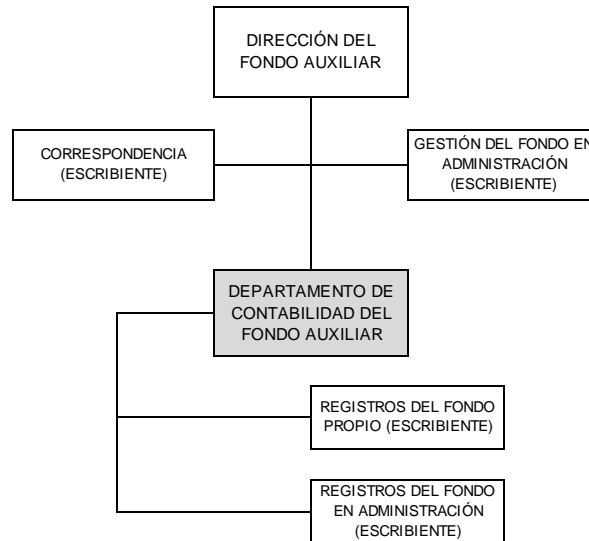 DIRECCIÓN DEL
FONDO AUXILIAR
CORRESPONDENCIA
(ESCRIBIENTE)
GESTIÓN DEL FONDO EN
ADMINISTRACIÓN
(ESCRIBIENTE)
DEPARTAMENTO DE
CONTABILIDAD DEL
FONDO AUXILIAR
REGISTROS DEL FONDO
PROPIO (ESCRIBIENTE)
REGISTROS DEL FONDO
EN ADMINISTRACIÓN
(ESCRIBIENTE)